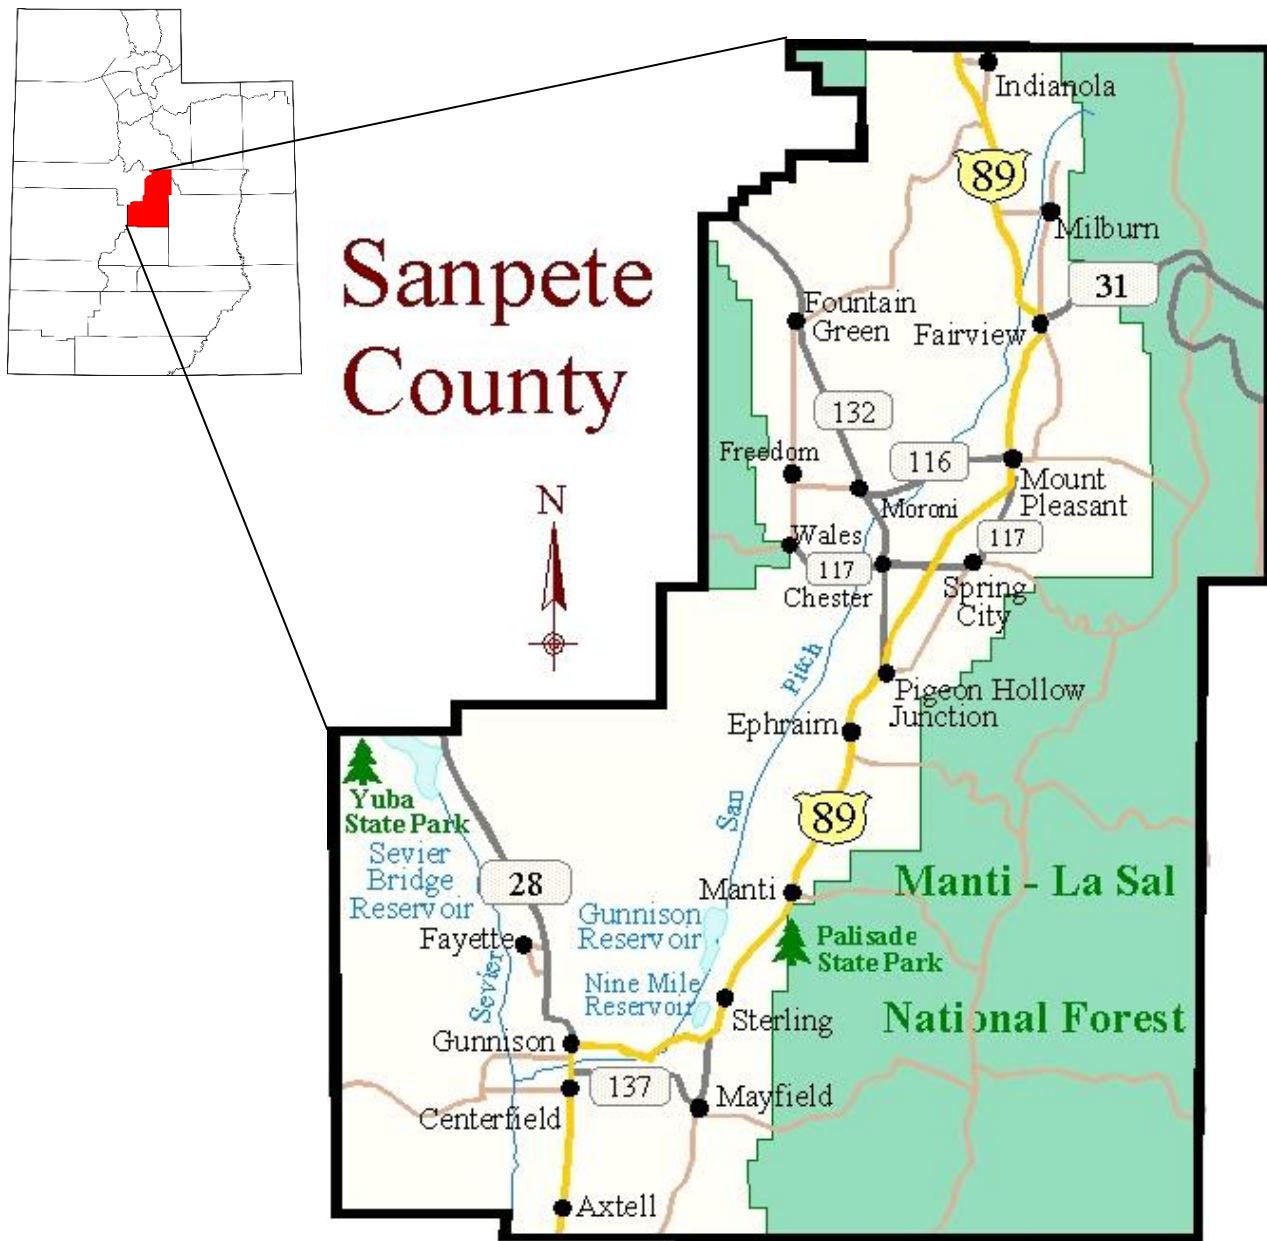 Indianola
89
Milburn
Sanpete
County
31
Fountain
Green
Fairview
132
Freedom
116
N
Mount
Pleasant
Moroni
Wales
117
117
Chester
Spring
City
Pitch
Pigeon Hollow
Junction
Ephraim
Yuba
State Park
San
89
Sevier
Bridge
Reservoir
28
Manti
Manti - La Sal
Gunnison
Reservoir
Fayette
Palisade
State Park
Sevier
Nine Mile
Reservoir
Sterling
National Forest
Gunnison
137
Mayfield
Centerfield
Axtell